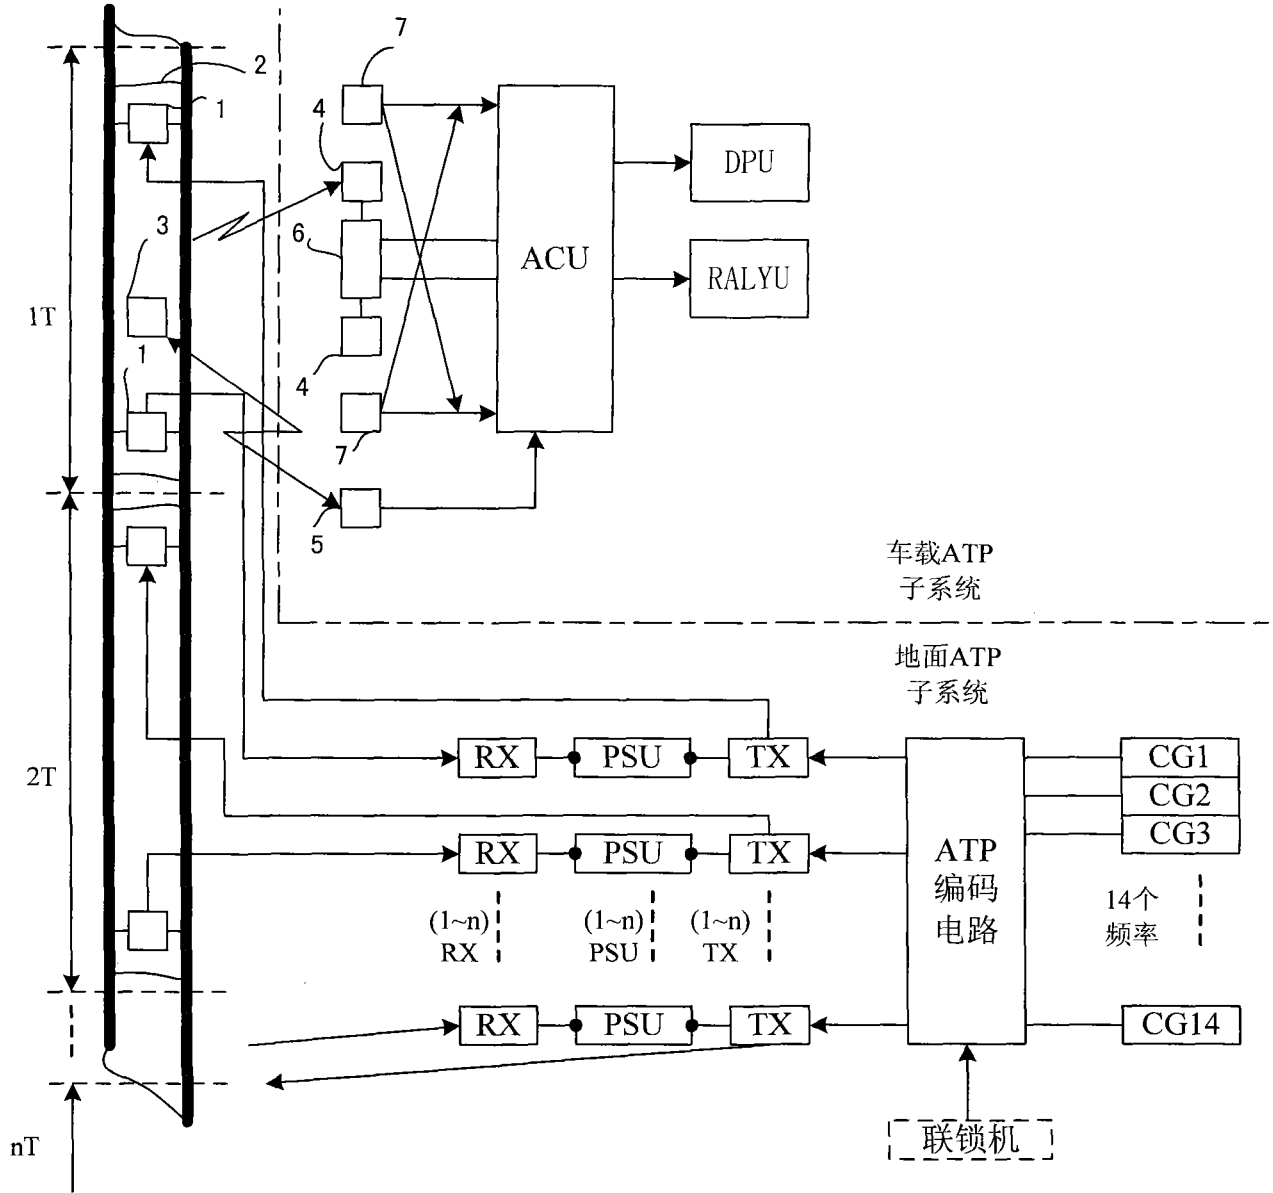 7
2
1
4
DPU
3
6
ACU
RALYU
1T
1
4
7
5
车载ATP
子系统
地面ATP
子系统
RX
PSU
TX
CG1
2T
CG2
CG3
RX
PSU
TX
ATP
编码
电路
(1~n)
RX
(1~n)
PSU
(1~n)
TX
14个
频率
RX
PSU
TX
CG14
nT
联锁机